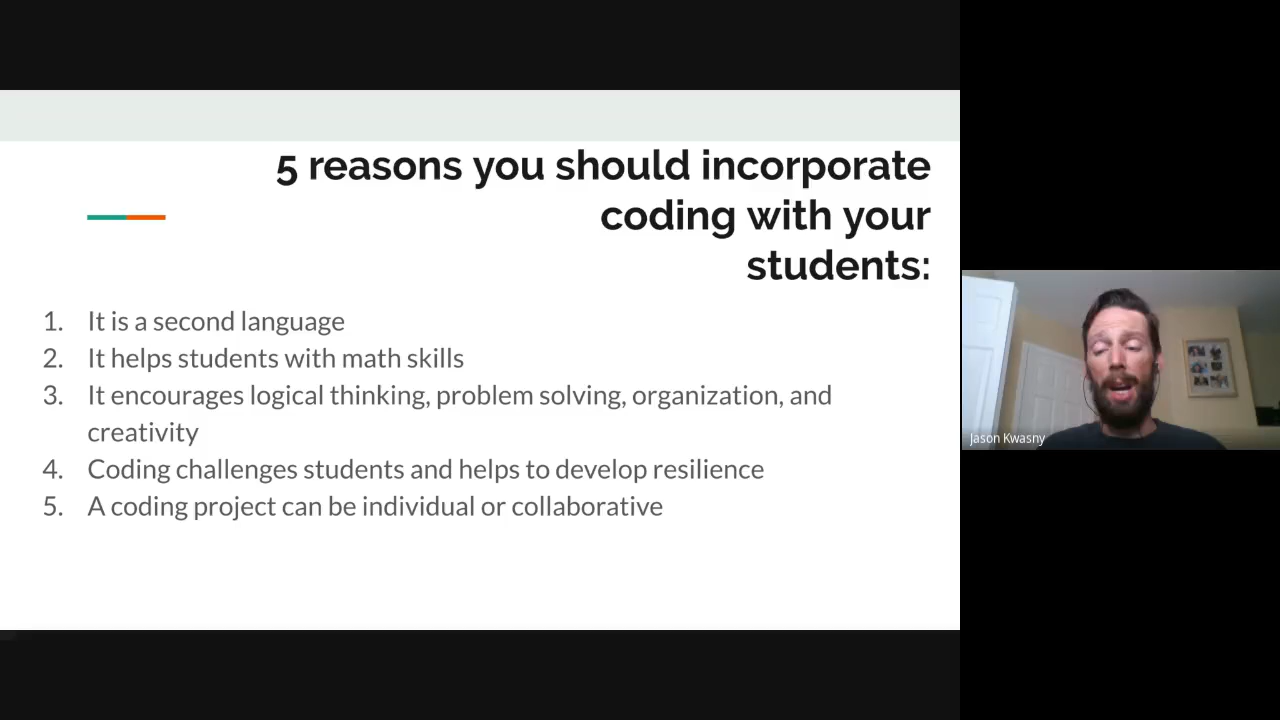 5 reasons you should incorporate
coding with your
students:
1. It is a second language
2. It helps students with math skills
3. It encourages logical thinking, problem solving, organization, and
creativity
4. Coding challenges students and helps to develop resilience
5. A coding project can be individual or collaborative
Jason Kwasny